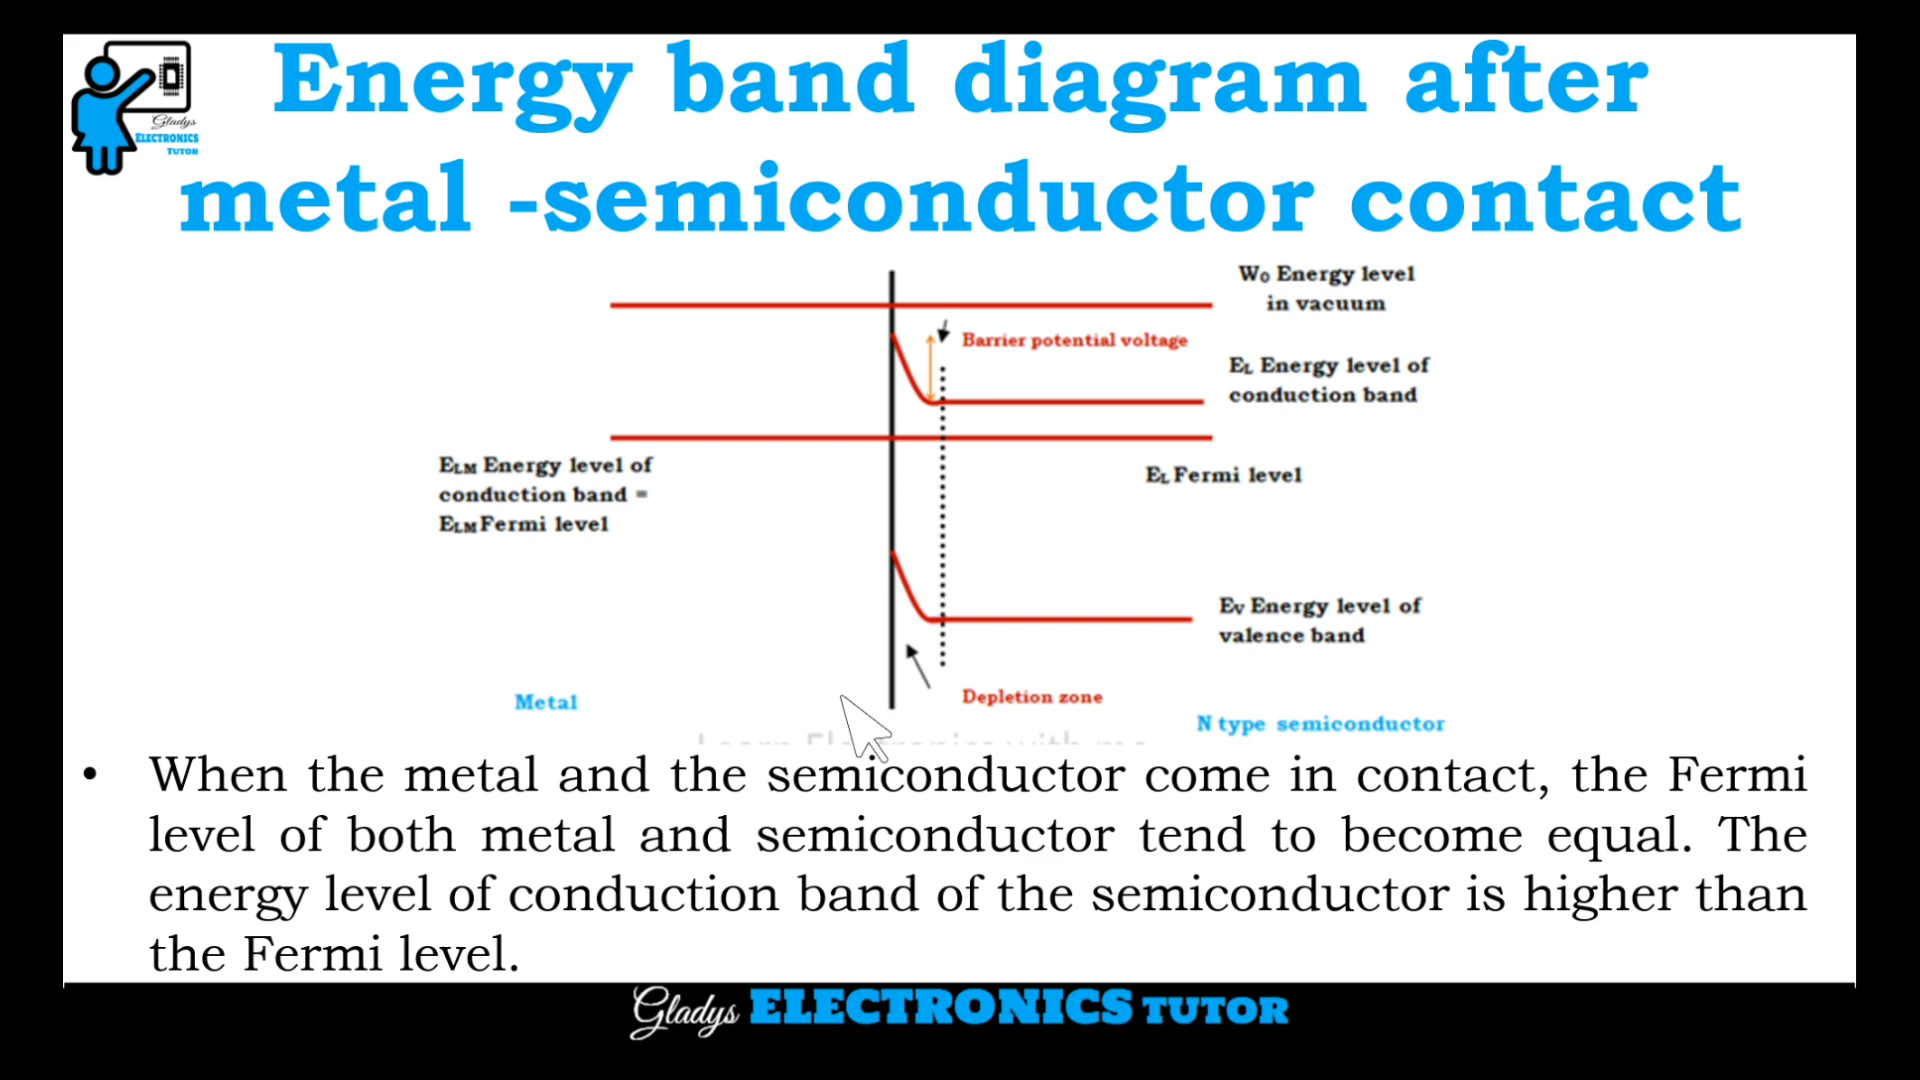 Energy band diagram after
metal -semiconductor contact
Gladys
ELECTRONICS
TUTOR
W₀ Energy level
in vacuum
Barrier potential voltage
EL Energy level of
conduction band
ELM Energy level of
conduction band =
ELM Fermi level
EL Fermi level
EV Energy level of
valence band
Metal
Depletion zone
N type semiconductor
• When the metal and the semiconductor come in contact, the Fermi
level of both metal and semiconductor tend to become equal. The
energy level of conduction band of the semiconductor is higher than
the Fermi level.
Gladys ELECTRONICS TUTOR